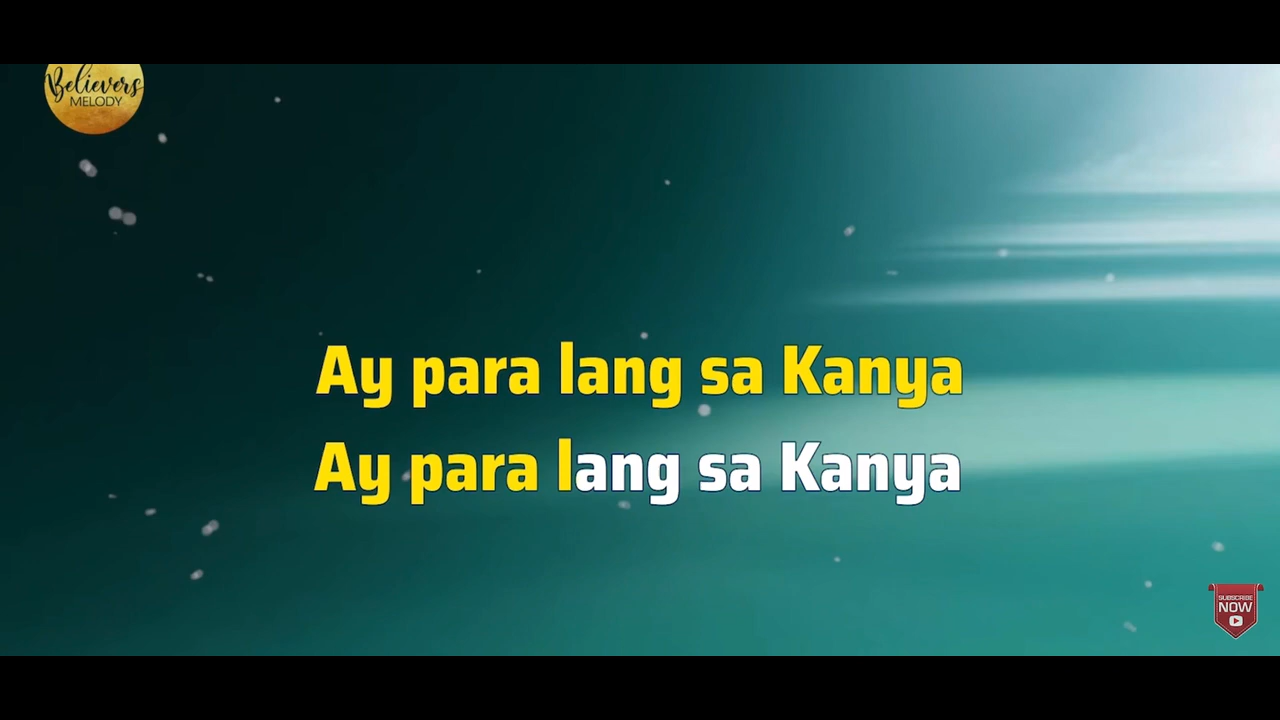 Believers
MELODY
Ay para lang sa Kanya
Ay para lang sa Kanya
SUBSCRIBE
NOW